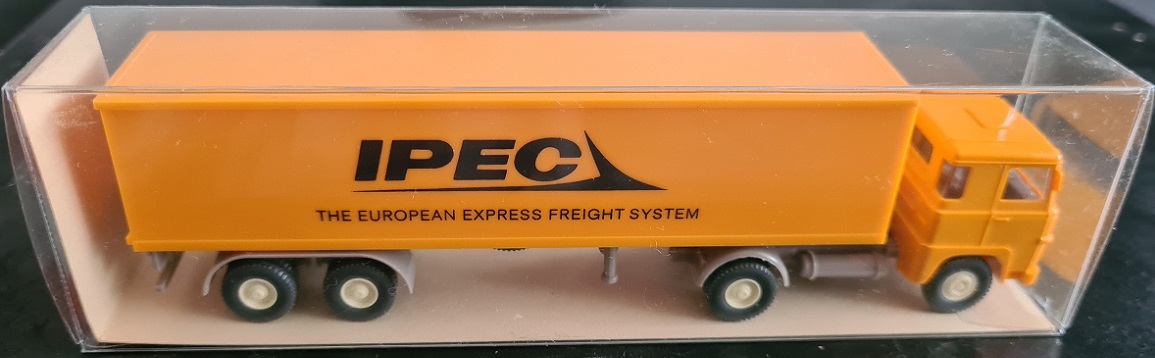 IPEC
THE EUROPEAN EXPRESS FREIGHT SYSTEM